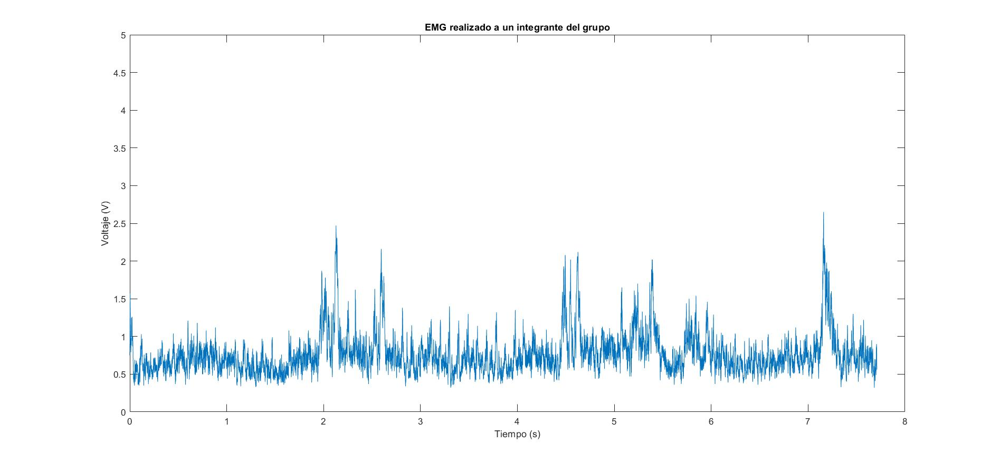 EMG realizado a un integrante del grupo
Voltaje (V)
5
4.5
4
3.5
3
2.5
2
1.5
1
0.5
0
0 1 2 3 4 5 6 7 8
Tiempo (s)